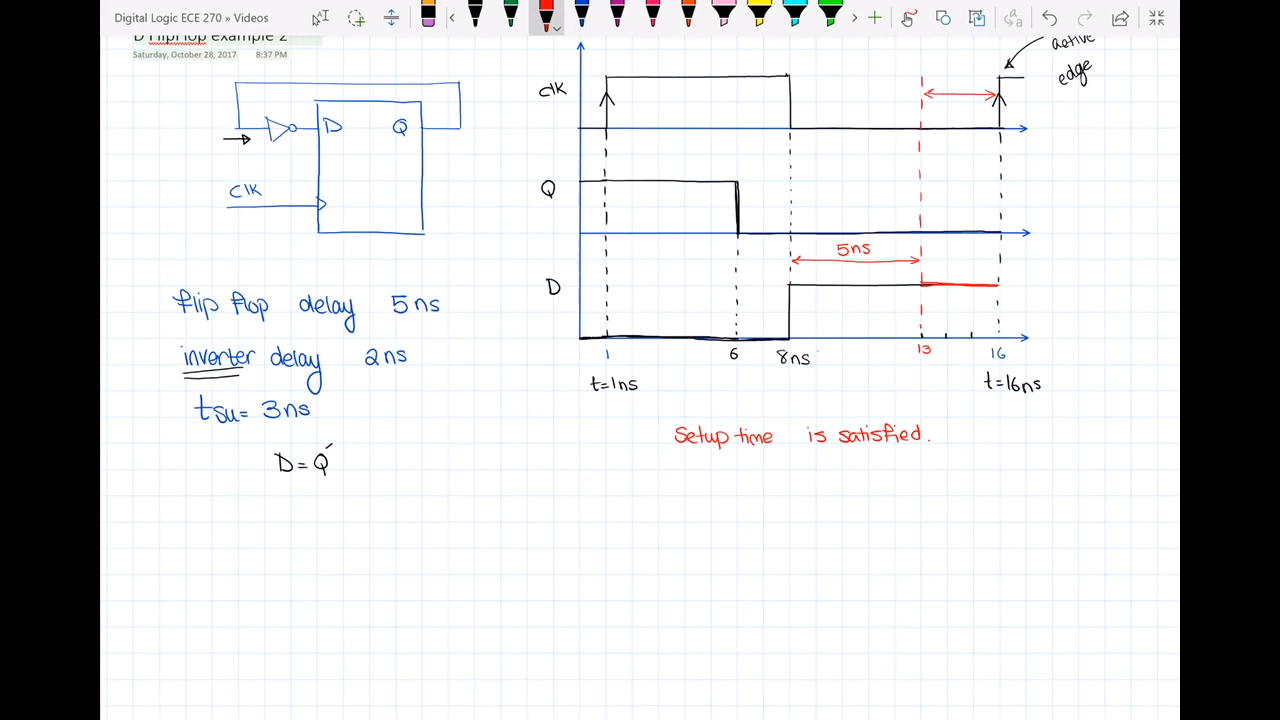 Digital Logic ECE 270 » Videos
D FlipFlop example 2
Saturday, October 28, 2017 8:37 PM
active
edge
Clk
D Q
Clk
Q
5ns
D
1 6 8ns 13 16
t=1ns t=16ns
flip flop delay 5ns
inverter delay 2ns
tsu= 3ns
D = Q'
Setup time is satisfied.